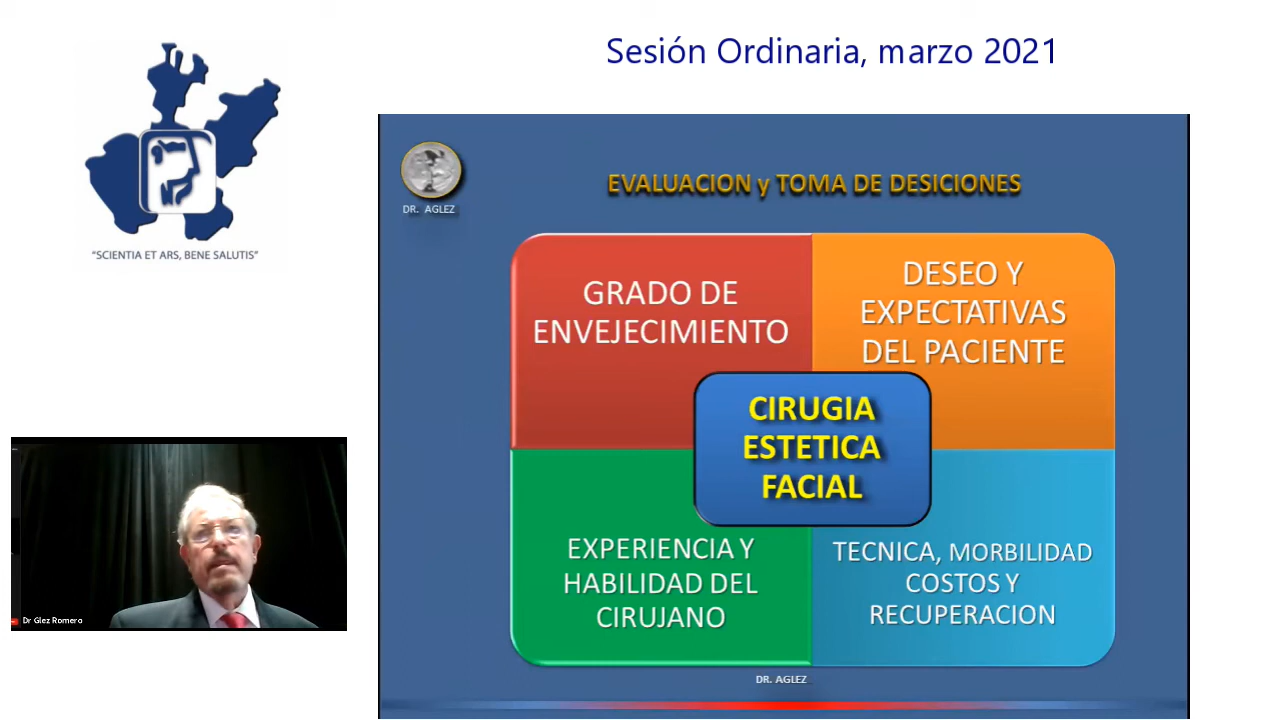 Sesión Ordinaria, marzo 2021
"SCIENTIA ET ARS, BENE SALUTIS"
DR. AGLEZ
EVALUACION y TOMA DE DESICIONES
GRADO DE
ENVEJECIMIENTO
DESEO Y
EXPECTATIVAS
DEL PACIENTE
CIRUGIA
ESTETICA
FACIAL
EXPERIENCIA Y
HABILIDAD DEL
CIRUJANO
TECNICA, MORBILIDAD
COSTOS Y
RECUPERACION
DR. AGLEZ
Dr Glez Romero